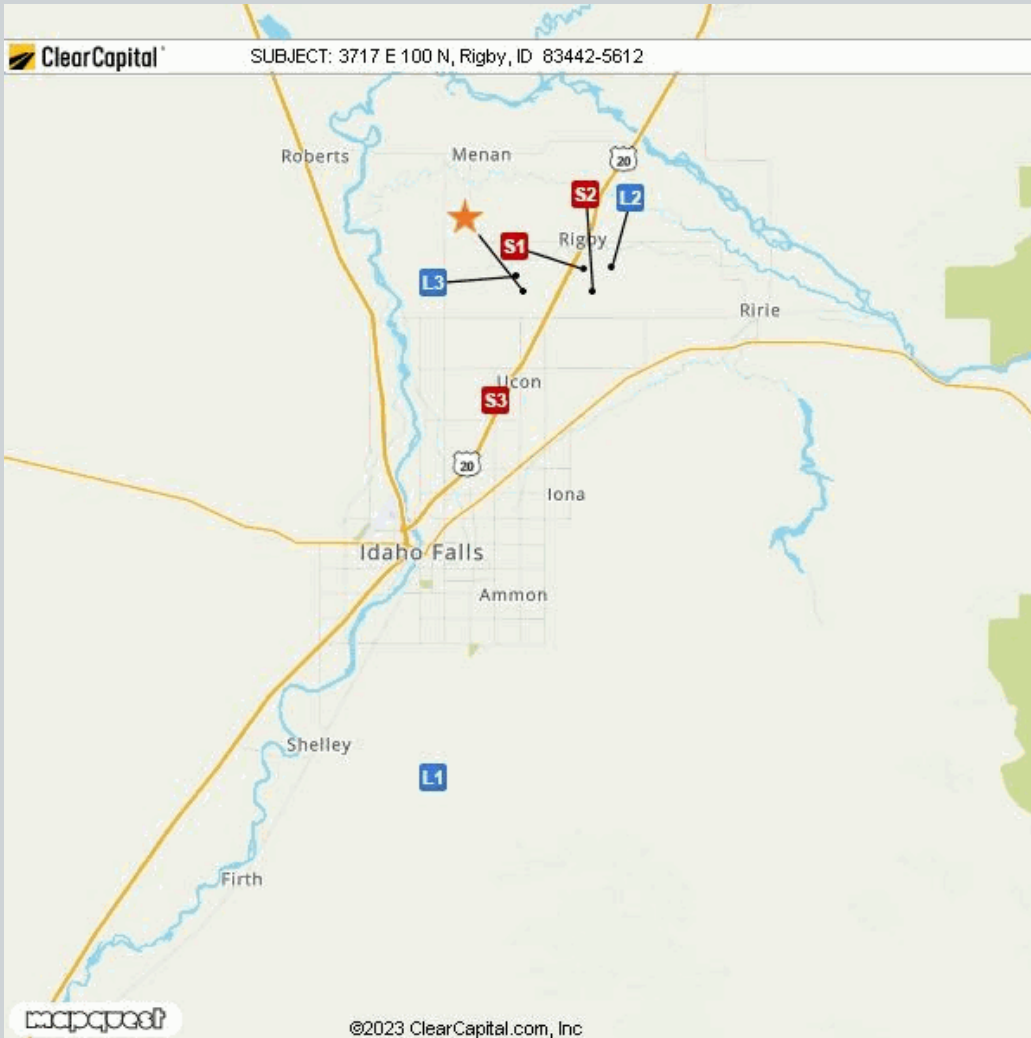 ClearCapital
SUBJECT: 3717 E 100 N, Rigby, ID 83442-5612
Roberts
Menan
20
S2
L2
S1
Rigby
L3
Ririe
Ucon
S3
20
Iona
Idaho Falls
Ammon
Shelley
L1
Firth
mapquest
©2023 ClearCapital.com, Inc